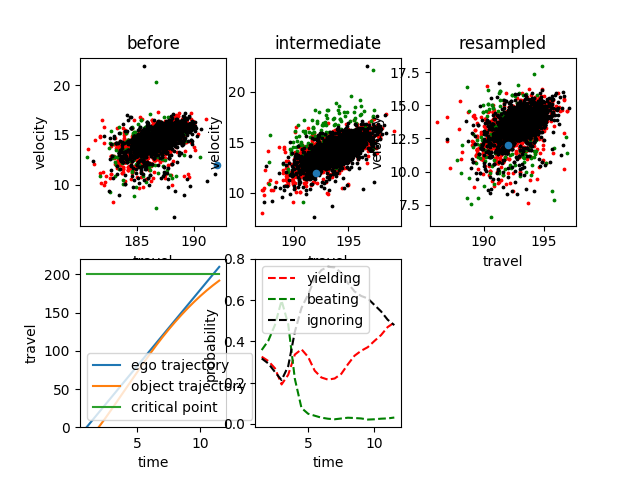 before
intermediate
resampled
20
15
10
velocity
185
190
travel
20
15
10
velocity
190
195
travel
17.5
15.0
12.5
10.0
7.5
velocity
190
195
travel
200
150
100
50
0
travel
ego trajectory
object trajectory
critical point
5
10
time
0.8
0.6
0.4
0.2
0.0
probability
yielding
beating
ignoring
5
10
time